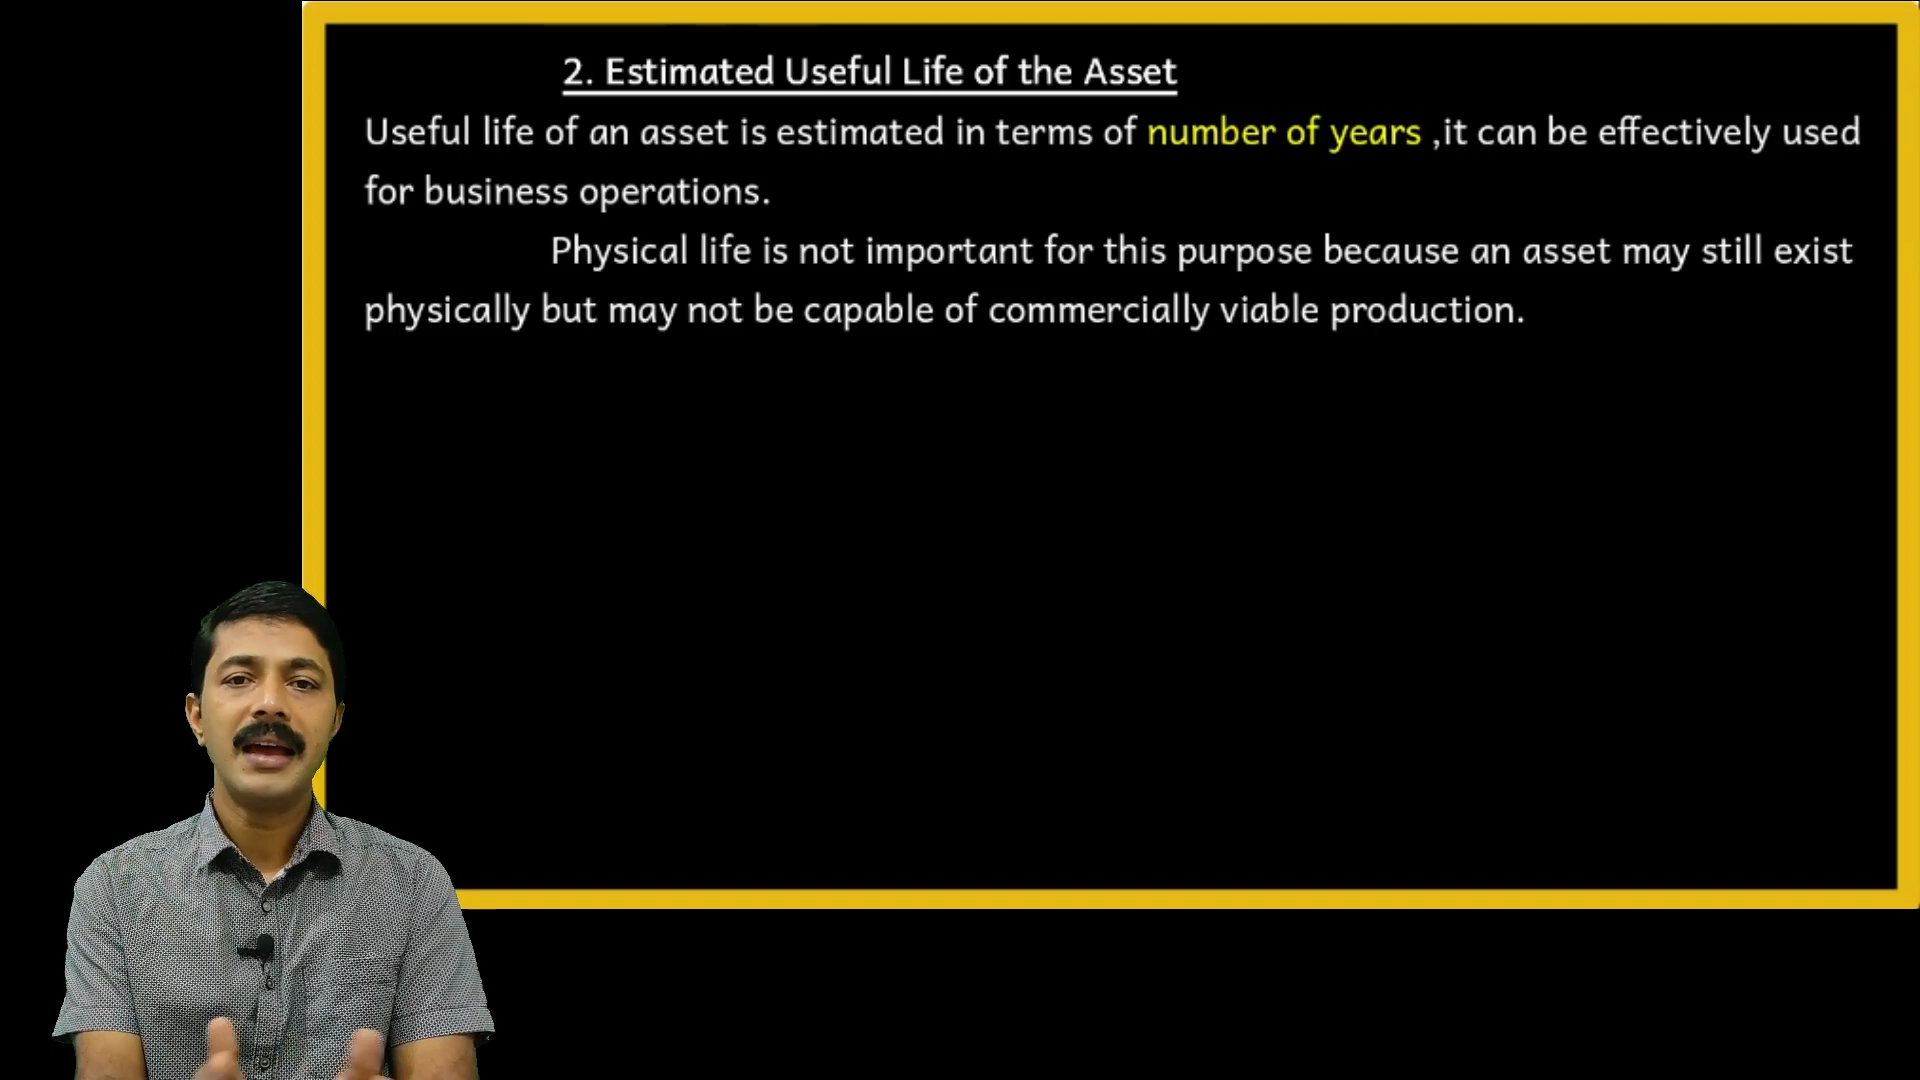 2. Estimated Useful Life of the Asset
Useful life of an asset is estimated in terms of number of years ,it can be effectively used
for business operations.
Physical life is not important for this purpose because an asset may still exist
physically but may not be capable of commercially viable production.